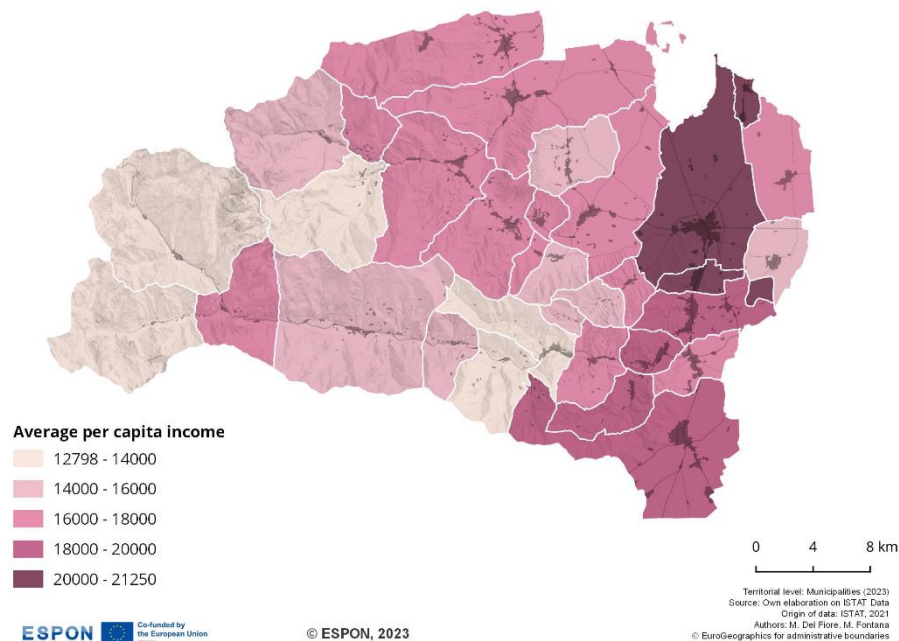 Average per capita income
12798 - 14000
14000 - 16000
16000 - 18000
18000 - 20000
20000 - 21250
0 4 8 km
Territorial level: Municipalities (2023)
Source: Own elaboration on ISTAT Data
Origin of data: ISTAT, 2021
Authors: M. Del Fiore, M. Fontana
© EuroGeographics for administrative boundaries
ESPON
Co-funded by
the European Union
© ESPON, 2023